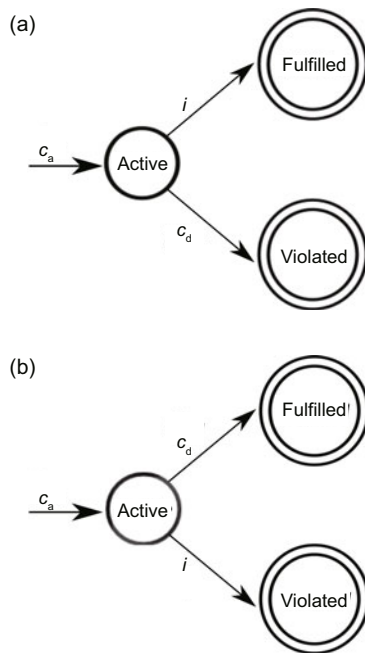 (a)
Fulfilled
i
c_a
Active
c_d
Violated
(b)
Fulfilled
c_d
c_a
Active
i
Violated